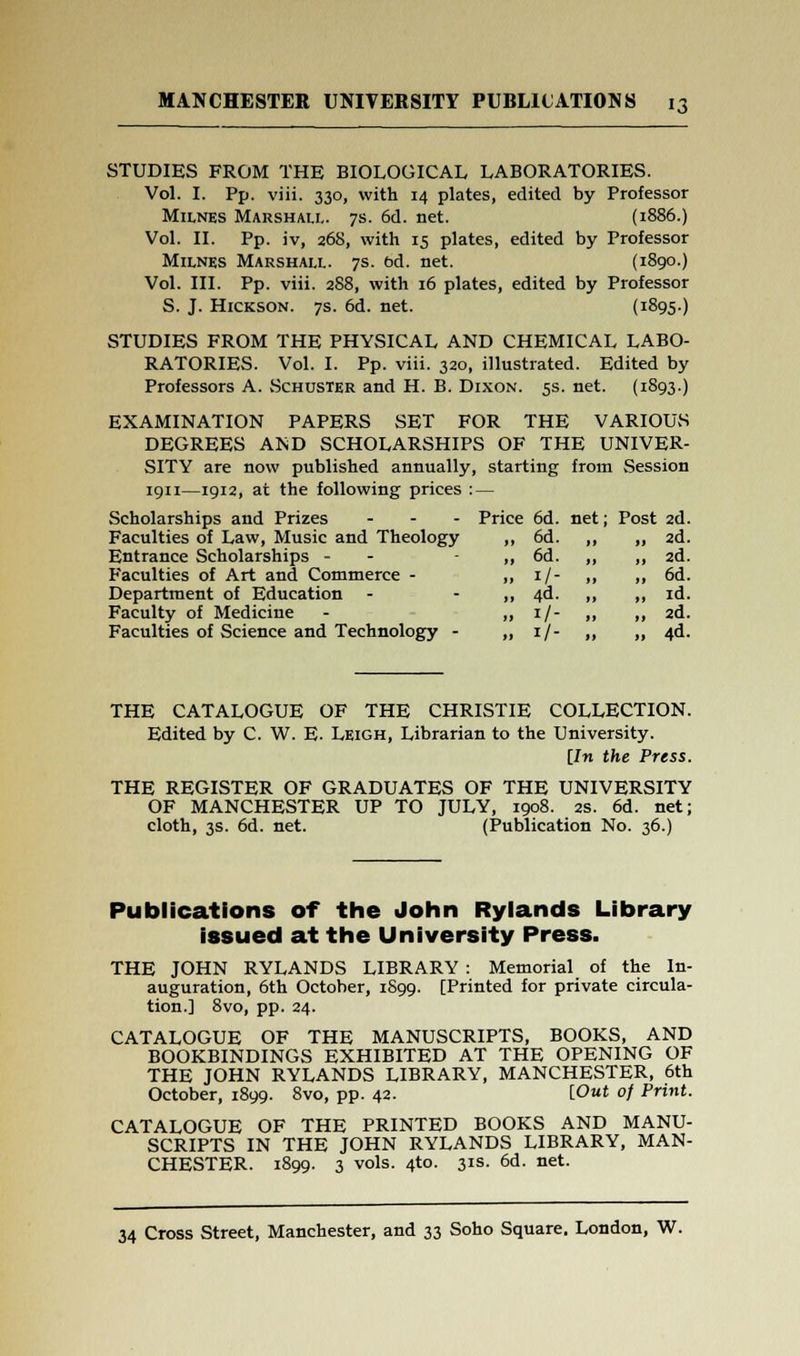 MANCHESTER UNIVERSITY PUBLICATIONS 13
STUDIES FROM THE BIOLOGICAL LABORATORIES.
Vol. I. Pp. viii. 330, with 14 plates, edited by Professor
MILNES MARSHALL. 7s. 6d. net. (1886.)
Vol. II. Pp. iv, 268, with 15 plates, edited by Professor
MILNES MARSHALL. 7s. 6d. net. (1890.)
Vol. III. Pp. viii. 288, with 16 plates, edited by Professor
S. J. HICKSON. 7s. 6d. net. (1895.)
STUDIES FROM THE PHYSICAL AND CHEMICAL LABO-
RATORIES. Vol. I. Pp. viii. 320, illustrated. Edited by
Professors A. SCHUSTER and H. B. DIXON. 5s. net. (1893.)
EXAMINATION PAPERS SET FOR THE VARIOUS
DEGREES AND SCHOLARSHIPS OF THE UNIVER-
SITY are now published annually, starting from Session
1911—1912, at the following prices :—
Scholarships and Prizes - - - Price 6d. net; Post 2d.
Faculties of Law, Music and Theology ,, 6d. ,, ,, 2d.
Entrance Scholarships - - - ,, 6d. ,, ,, 2d.
Faculties of Art and Commerce - ,, 1/- ,, ,, 6d.
Department of Education - - ,, 4d. ,, ,, 1d.
Faculty of Medicine - ,, 1/- ,, ,, 2d.
Faculties of Science and Technology - ,, 1/- ,, ,, 4d.
THE CATALOGUE OF THE CHRISTIE COLLECTION.
Edited by C. W. E. LEIGH, Librarian to the University.
[In the Press.
THE REGISTER OF GRADUATES OF THE UNIVERSITY
OF MANCHESTER UP TO JULY, 1908. 2s. 6d. net;
cloth, 3s. 6d. net. (Publication No. 36.)
Publications of the John Rylands Library
issued at the University Press.
THE JOHN RYLANDS LIBRARY : Memorial of the In-
auguration, 6th October, 1899. [Printed for private circula-
tion.] 8vo, pp. 24.
CATALOGUE OF THE MANUSCRIPTS, BOOKS, AND
BOOKBINDINGS EXHIBITED AT THE OPENING OF
THE JOHN RYLANDS LIBRARY, MANCHESTER, 6th
October, 1899. 8vo, pp. 42. [Out of Print.
CATALOGUE OF THE PRINTED BOOKS AND MANU-
SCRIPTS IN THE JOHN RYLANDS LIBRARY, MAN-
CHESTER. 1899. 3 vols. 4to. 31s. 6d. net.
34 Cross Street, Manchester, and 33 Soho Square. London, W.